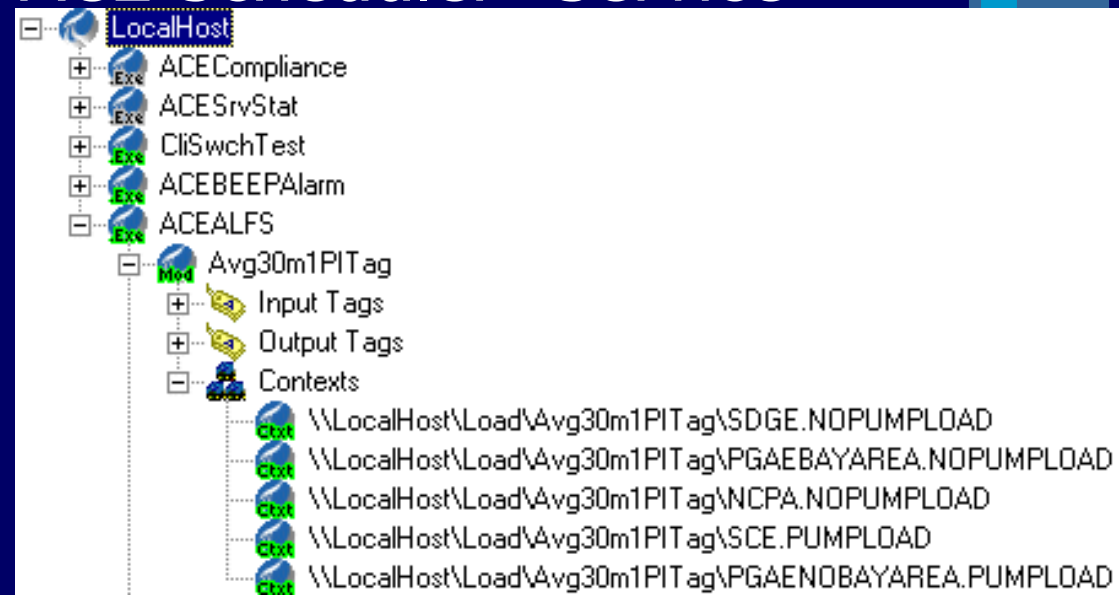 LocalHost
ACECompliance
ACESrvStat
CliSwchTest
ACEBEEPAlarm
ACEALFS
Avg30m1PITag
Input Tags
Output Tags
Contexts
\\LocalHost\Load\Avg30m1PITag\SDGE.NOPUMPLOAD
\\LocalHost\Load\Avg30m1PITag\PGAEBAYAREA.NOPUMPLOAD
\\LocalHost\Load\Avg30m1PITag\NCPA.NOPUMPLOAD
\\LocalHost\Load\Avg30m1PITag\SCE.PUMPLOAD
\\LocalHost\Load\Avg30m1PITag\PGAENOBAYAREA.PUMPLOAD